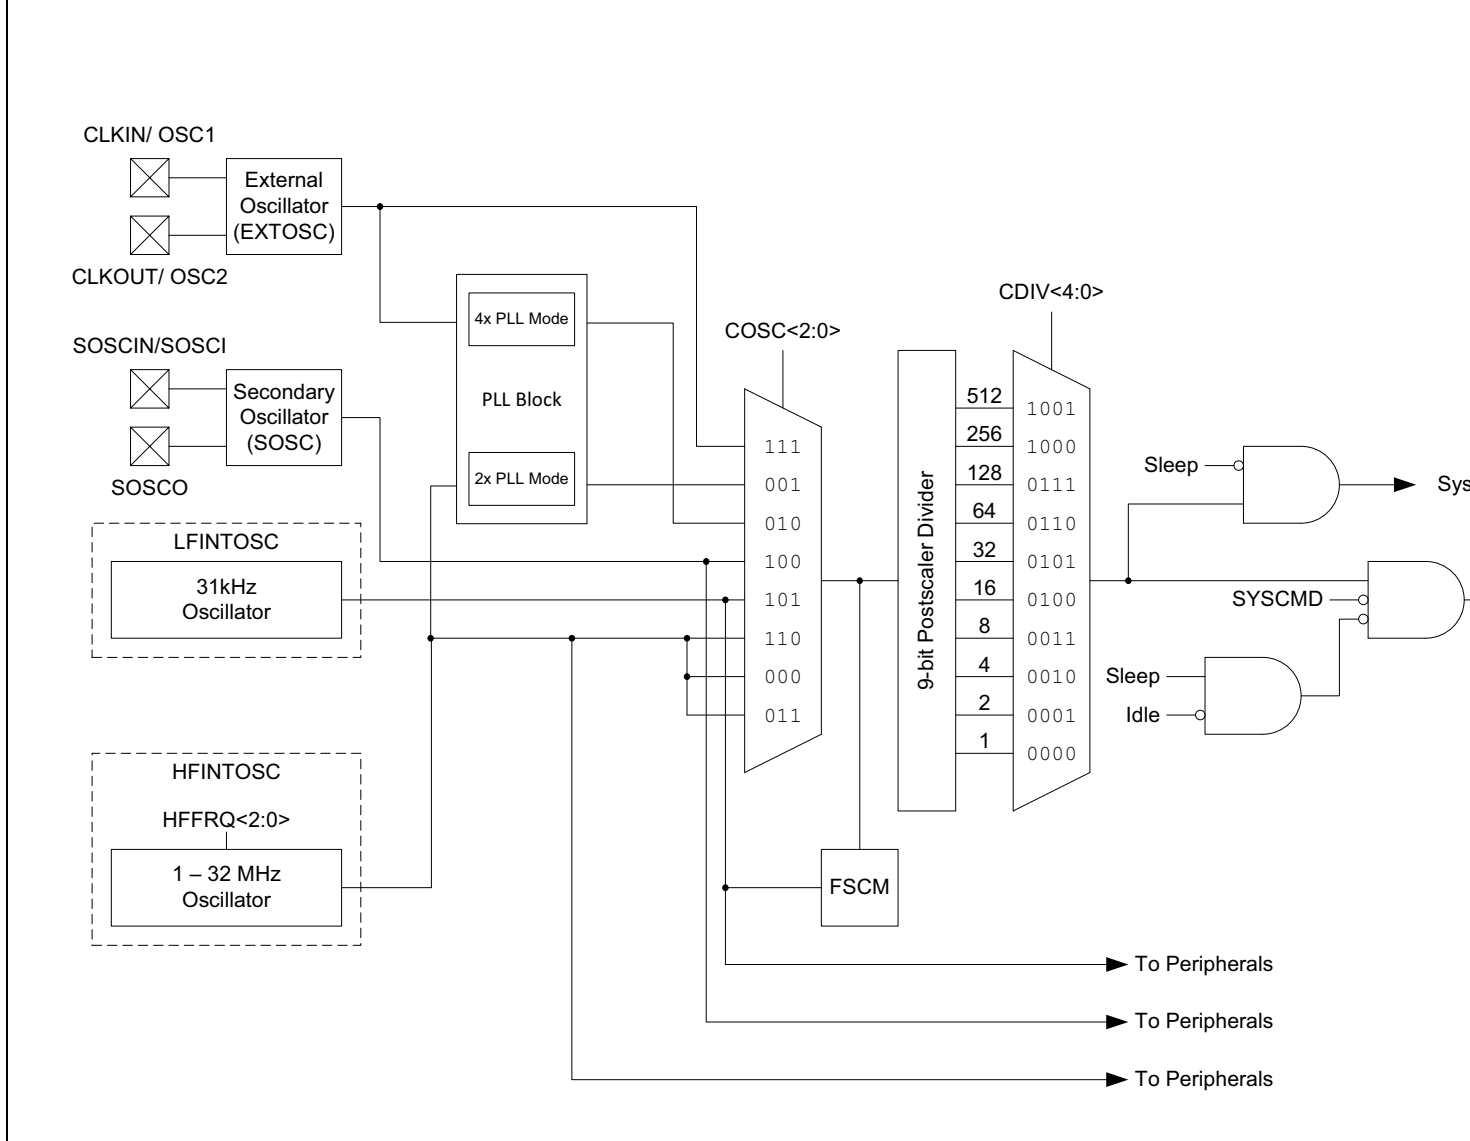 CLKIN/ OSC1
External
Oscillator
(EXTOSC)
CLKOUT/ OSC2
SOSCIN/SOSCI
Secondary
Oscillator
(SOSC)
SOSCO
LFINTOSC
31kHz
Oscillator
HFINTOSC
HFFRQ<2:0>
1 – 32 MHz
Oscillator
4x PLL Mode
PLL Block
2x PLL Mode
COSC<2:0>
111
001
010
100
101
110
000
011
FSCM
9-bit Postscaler Divider
512
256
128
64
32
16
8
4
2
1
CDIV<4:0>
1001
1000
0111
0110
0101
0100
0011
0010
0001
0000
Sleep
Sys
SYSCMD
Sleep
Idle
To Peripherals
To Peripherals
To Peripherals